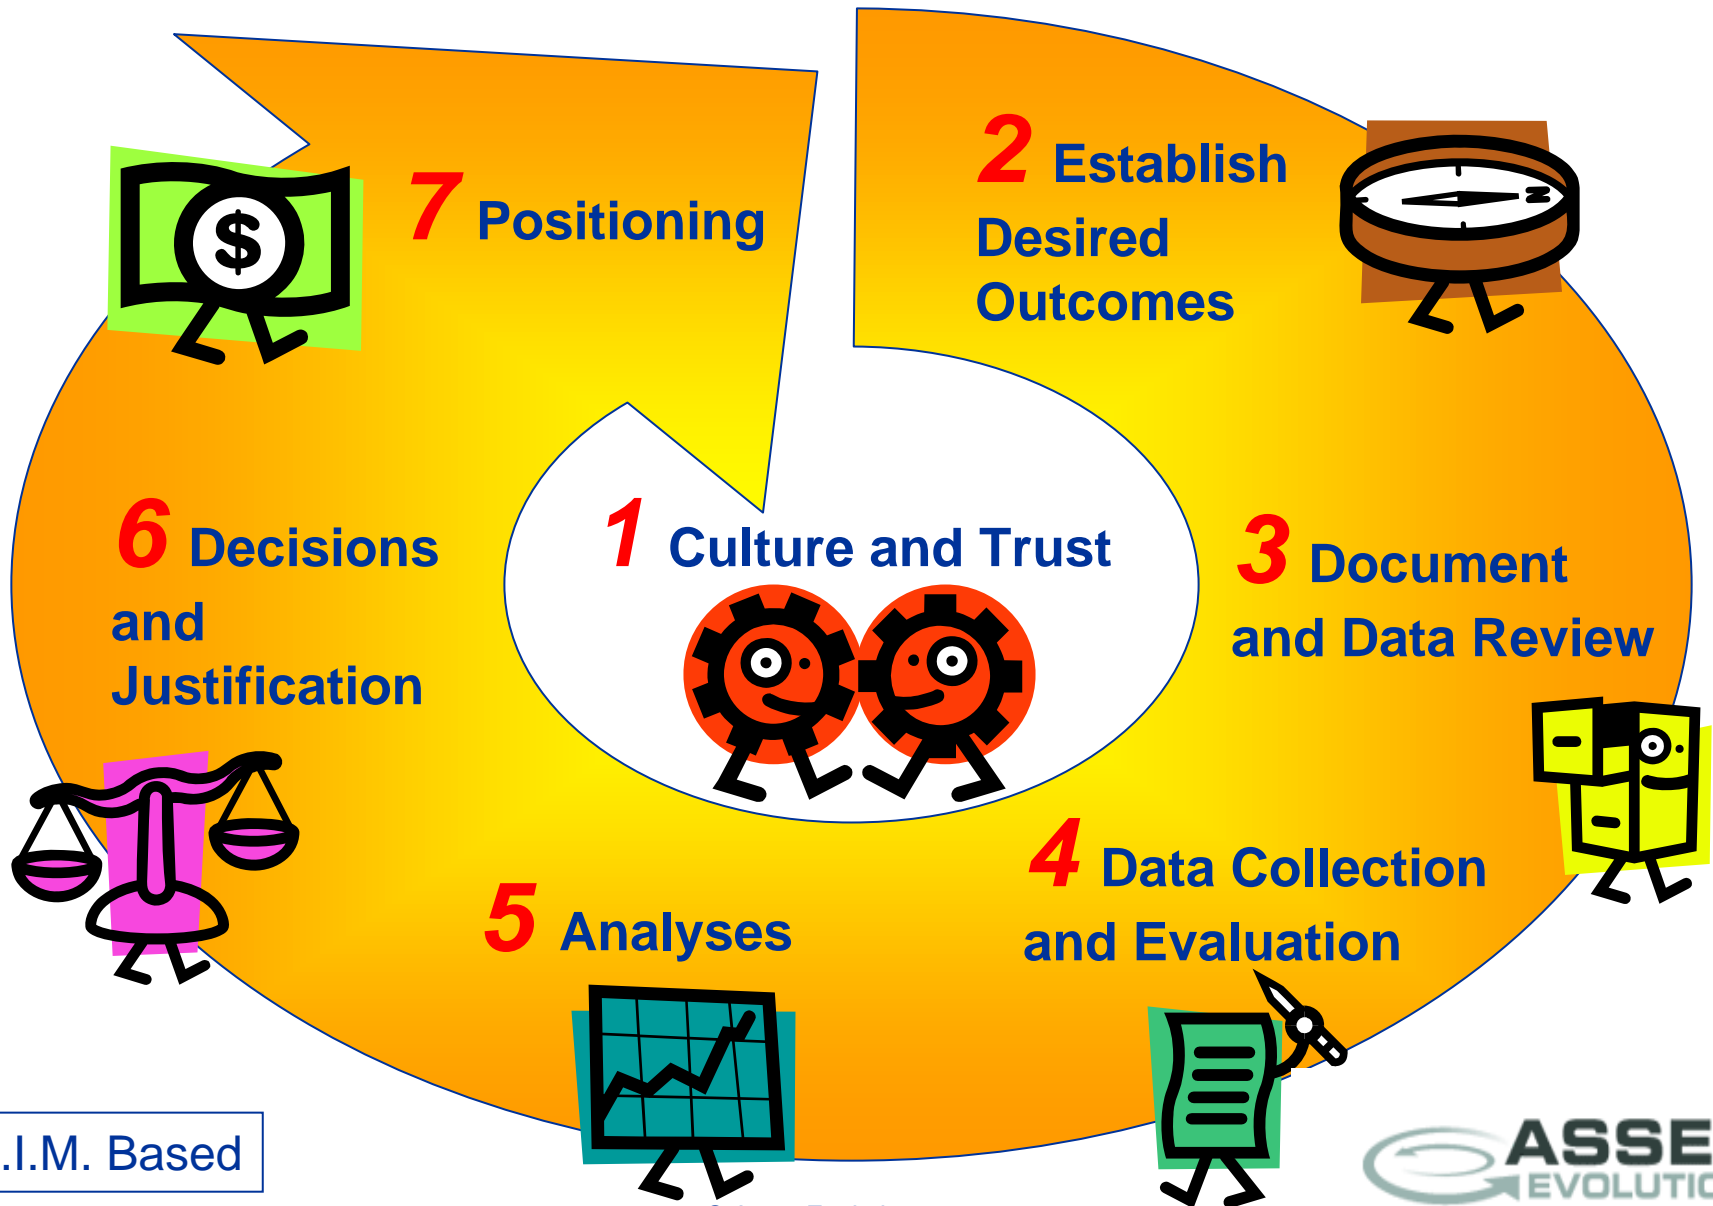 1 Culture and Trust
2 Establish
Desired
Outcomes
3 Document
and Data Review
4 Data Collection
and Evaluation
5 Analyses
6 Decisions
and
Justification
7 Positioning
$
N
.I.M. Based
ASSE
EVOLUTIO